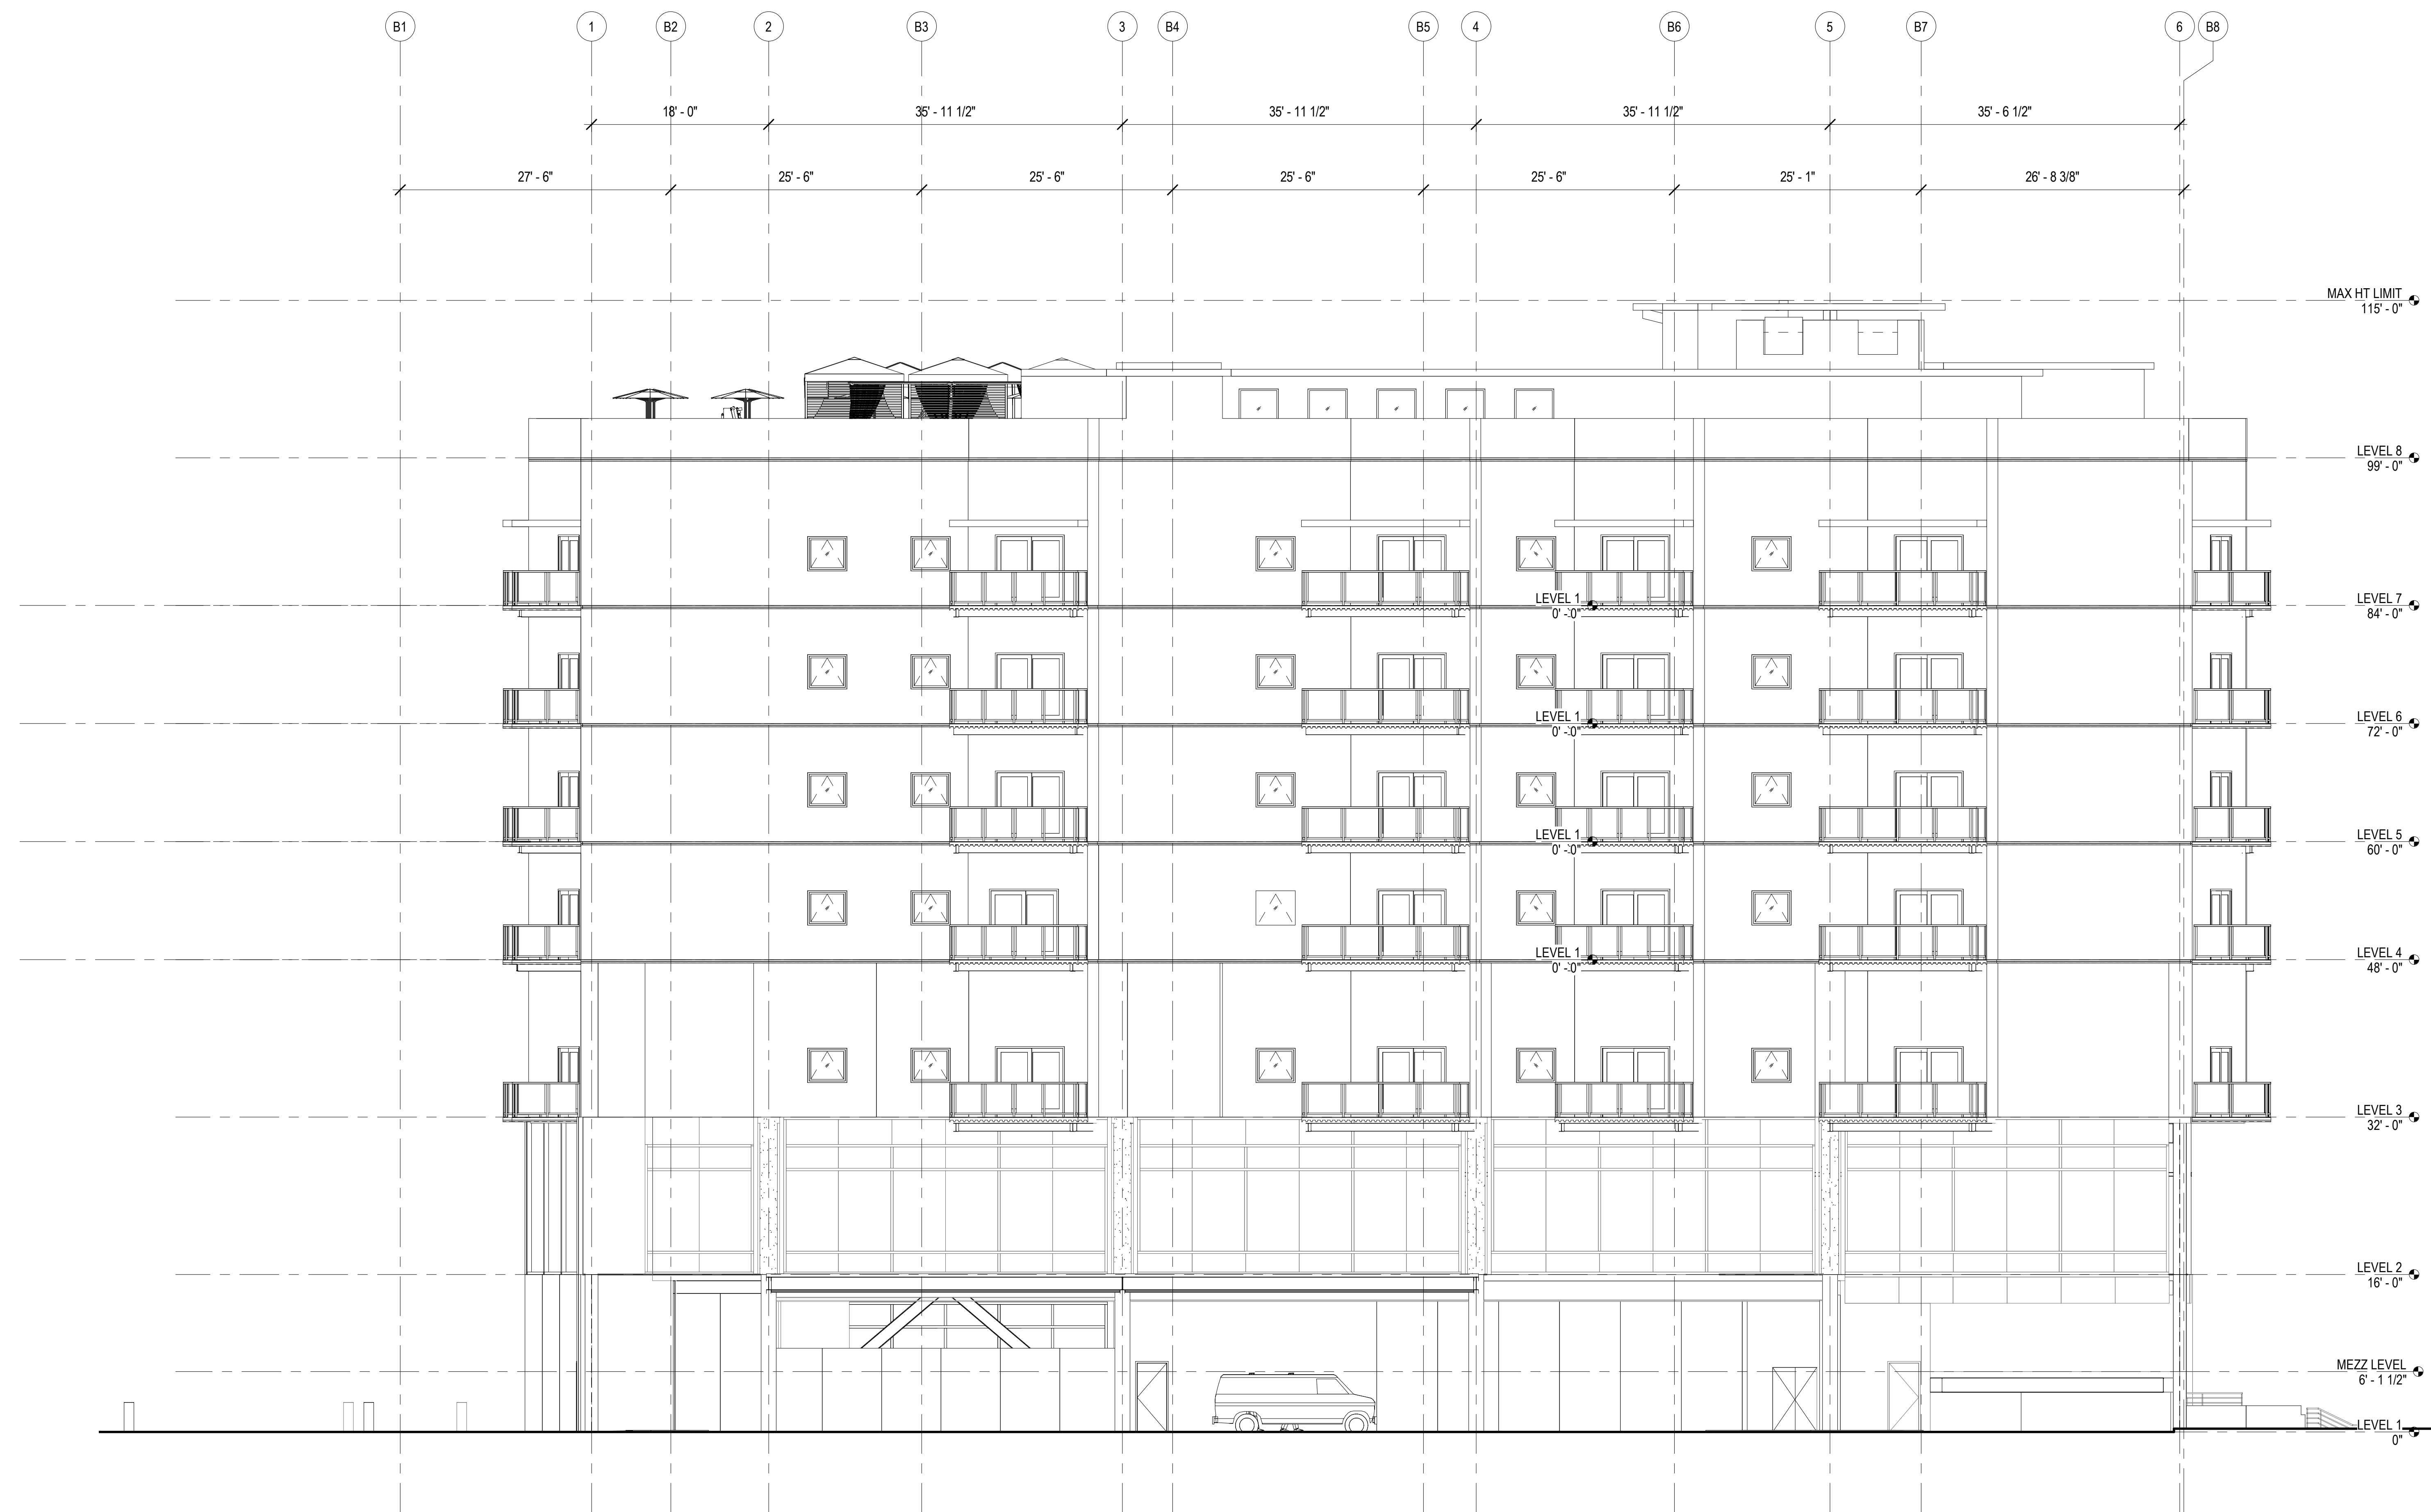 B1 1 B2 2 B3 3 B4 B5 4 B6 5 B7 6 B8
18' - 0" 35' - 11 1/2" 35' - 11 1/2" 35' - 11 1/2" 35' - 6 1/2"
27' - 6" 25' - 6" 25' - 6" 25' - 6" 25' - 6" 25' - 1" 26' - 8 3/8"
MAX HT LIMIT
115' - 0"
LEVEL 8
99' - 0"
LEVEL 1
0' - 0"
LEVEL 7
84' - 0"
LEVEL 1
0' - 0"
LEVEL 6
72' - 0"
LEVEL 1
0' - 0"
LEVEL 5
60' - 0"
LEVEL 1
0' - 0"
LEVEL 4
48' - 0"
LEVEL 3
32' - 0"
LEVEL 2
16' - 0"
MEZZ LEVEL
6' - 1 1/2"
LEVEL 1
0"